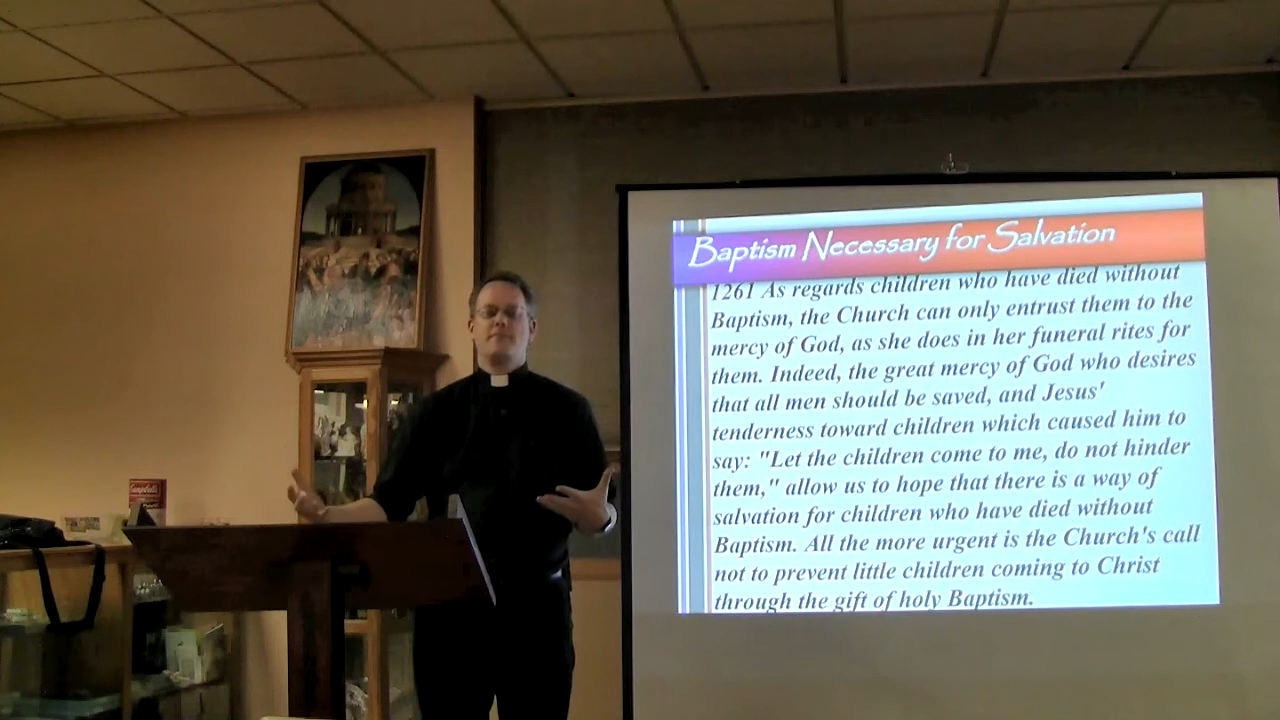 Baptism Necessary for Salvation
1261 As regards children who have died without
Baptism, the Church can only entrust them to the
mercy of God, as she does in her funeral rites for
them. Indeed, the great mercy of God who desires
that all men should be saved, and Jesus'
tenderness toward children which caused him to
say: "Let the children come to me, do not hinder
them," allow us to hope that there is a way of
salvation for children who have died without
Baptism. All the more urgent is the Church's call
not to prevent little children coming to Christ
through the gift of holy Baptism.
Campbell's